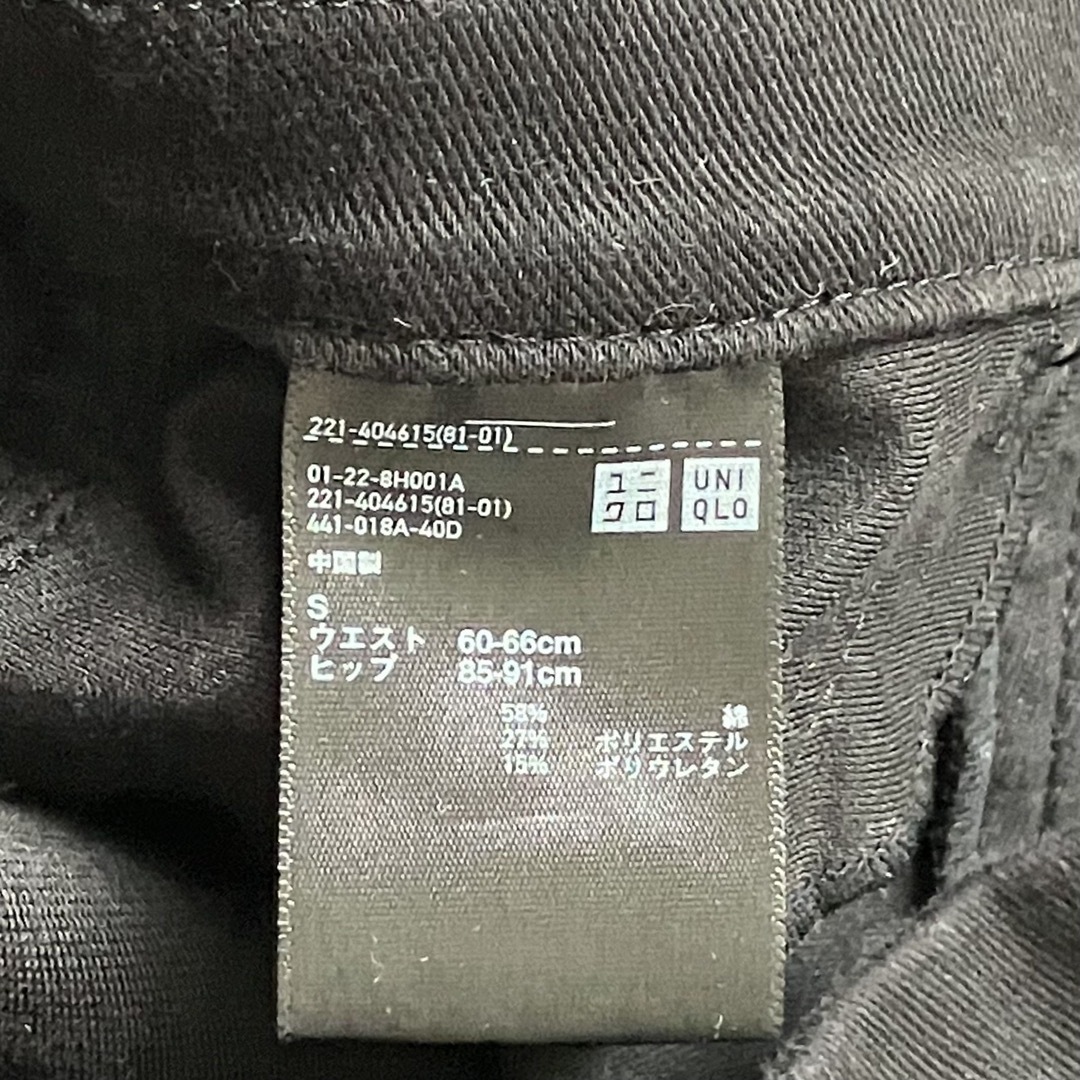 221-404615(81-01)
01-22-8H001A
221-404615(81-01)
441-018A-40D
ユニ
クロ
UNI
QLO
中国製
S
ウエスト 60-66cm
ヒップ 85-91cm
58% 綿
27% ポリエステル
15% ポリウレタン